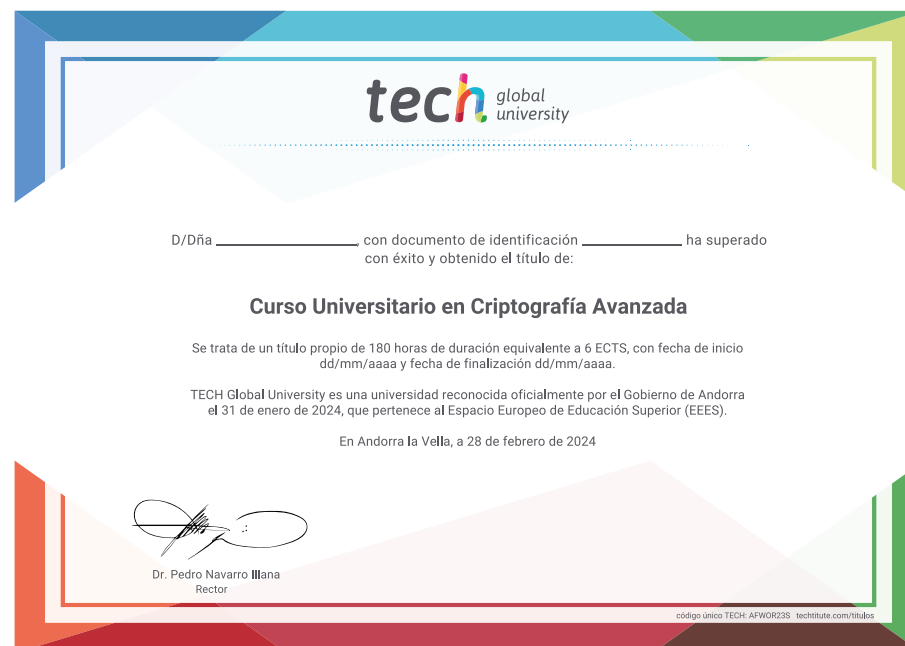 tech global university
D/Dña ____________________, con documento de identificación ______________ ha superado
con éxito y obtenido el título de:
Curso Universitario en Criptografía Avanzada
Se trata de un título propio de 180 horas de duración equivalente a 6 ECTS, con fecha de inicio
dd/mm/aaaa y fecha de finalización dd/mm/aaaa.
TECH Global University es una universidad reconocida oficialmente por el Gobierno de Andorra
el 31 de enero de 2024, que pertenece al Espacio Europeo de Educación Superior (EEES).
En Andorra la Vella, a 28 de febrero de 2024
Dr. Pedro Navarro Illana
Rector
código único TECH: AFWOR23S techtitute.com/titulos